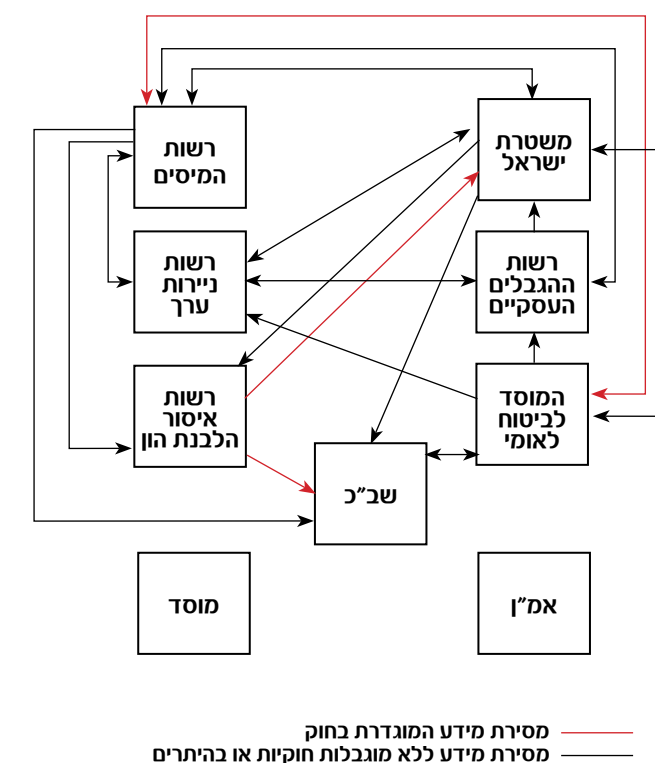 משטרת
ישראל
רשות
המיסים
רשות
ההגבלים
העסקיים
רשות
ניירות
ערך
המוסד
לביטוח
לאומי
רשות
איסור
הלבנת הון
שב"כ
אמ"ן
מוסד
מסירת מידע המוגדרת בחוק
מסירת מידע ללא מוגבלות חוקיות או בהיתרים